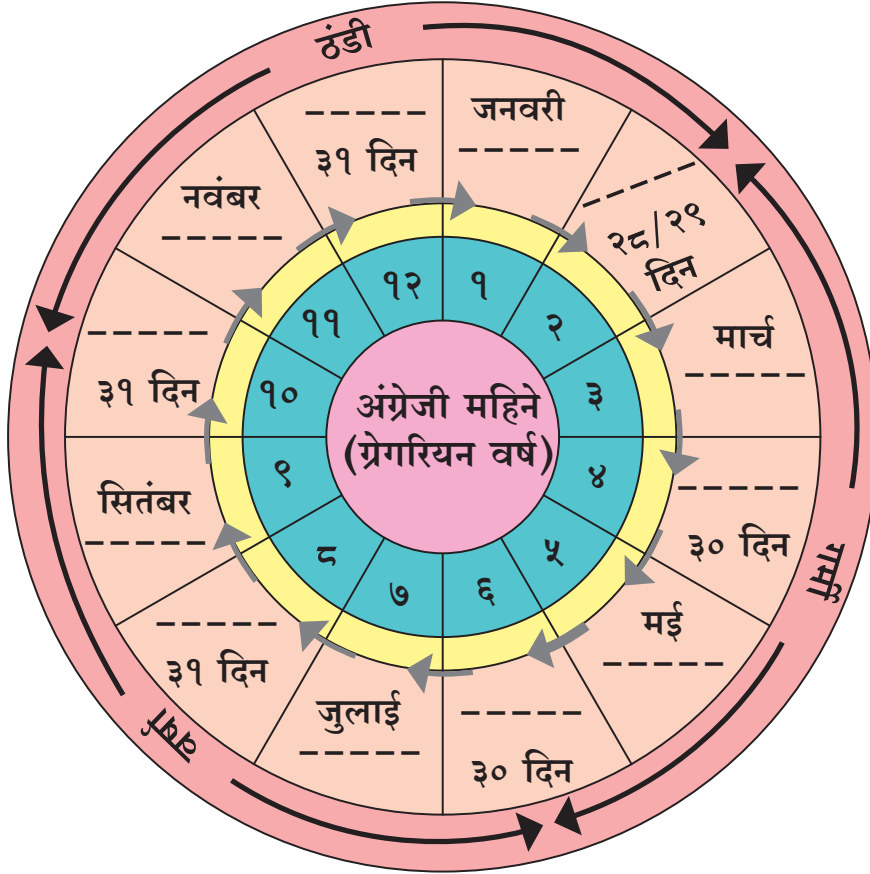 ठंडी
जनवरी
२८/२९
दिन
मार्च
३० दिन
मई
३० दिन
जुलाई
३१ दिन
सितंबर
३१ दिन
नवंबर
३१ दिन
गर्मी
वर्षा
१
२
३
४
५
६
७
८
९
१०
११
१२
अंग्रेजी महिने
(ग्रेगरियन वर्ष)